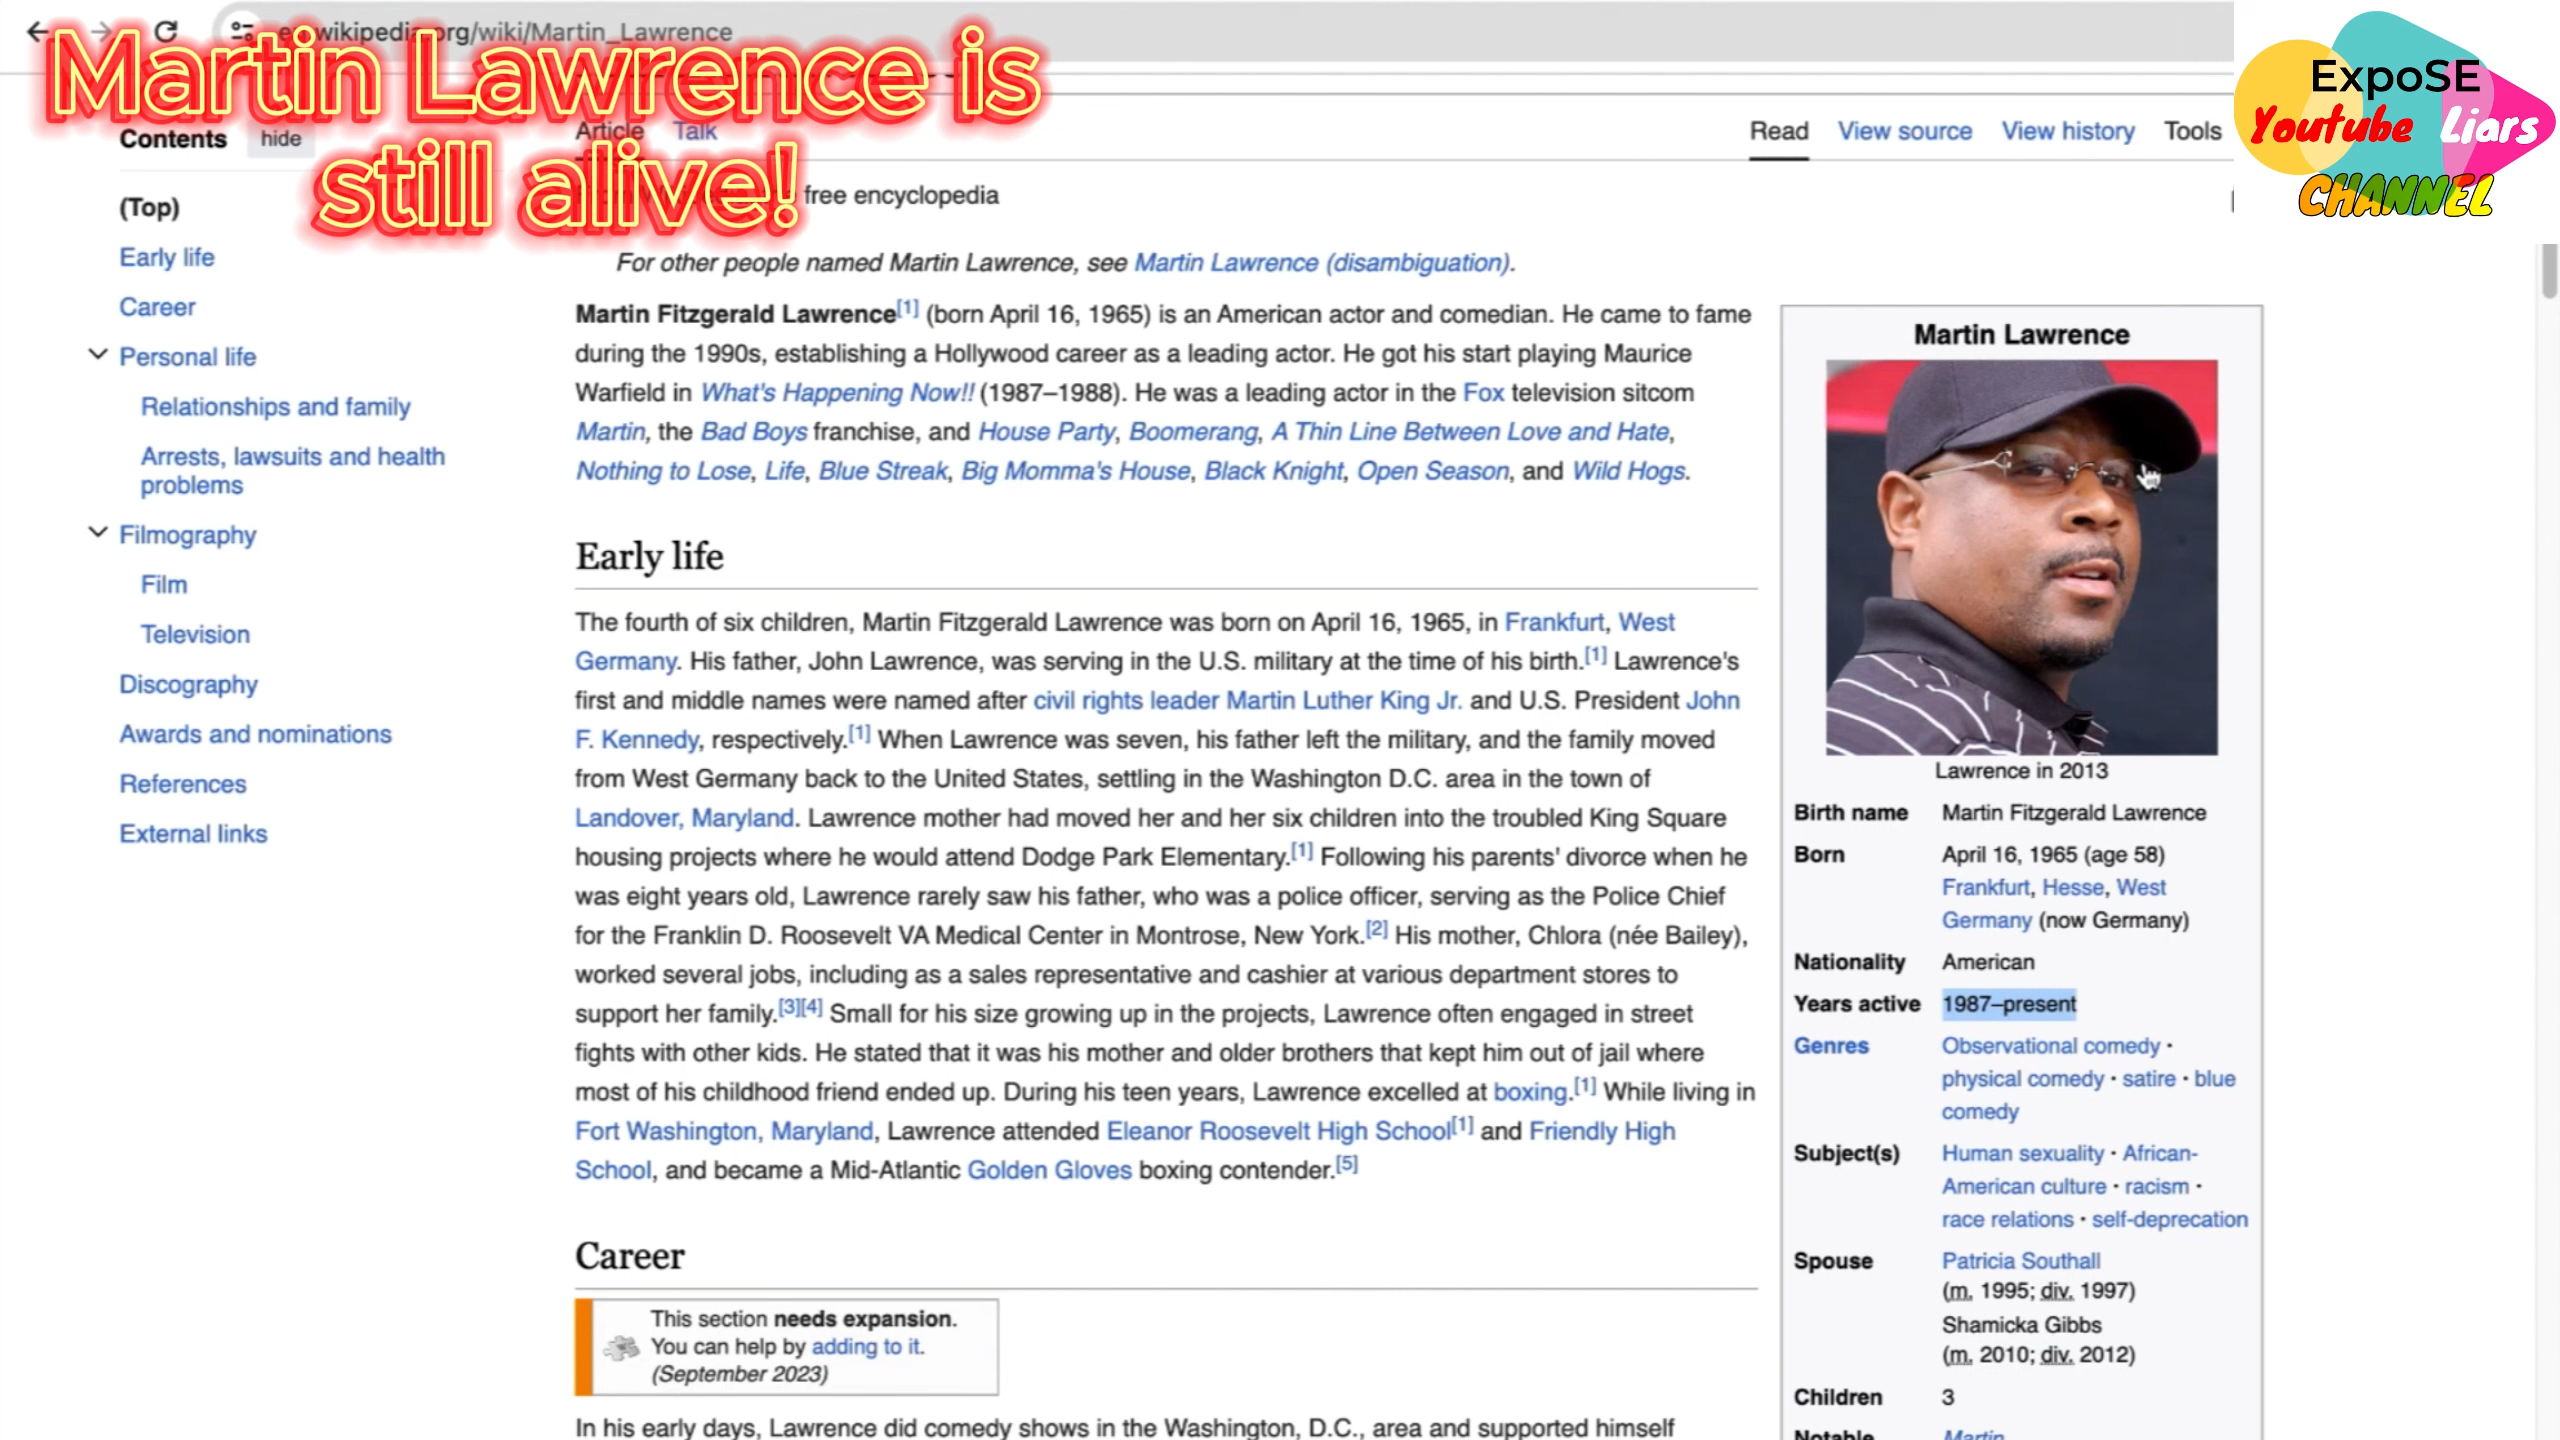 en.wikipedia.org/wiki/Martin_Lawrence
Martin Lawrence is
still alive!
ExpoSE
Youtube Liars
CHANNEL
Contents hide
(Top)
Early life
Career
Personal life
Relationships and family
Arrests, lawsuits and health
problems
Filmography
Film
Television
Discography
Awards and nominations
References
External links
Article Talk
Read View source View history Tools
free encyclopedia
For other people named Martin Lawrence, see Martin Lawrence (disambiguation).
Martin Fitzgerald Lawrence[1] (born April 16, 1965) is an American actor and comedian. He came to fame
during the 1990s, establishing a Hollywood career as a leading actor. He got his start playing Maurice
Warfield in What's Happening Now!! (1987–1988). He was a leading actor in the Fox television sitcom
Martin, the Bad Boys franchise, and House Party, Boomerang, A Thin Line Between Love and Hate,
Nothing to Lose, Life, Blue Streak, Big Momma's House, Black Knight, Open Season, and Wild Hogs.
Early life
The fourth of six children, Martin Fitzgerald Lawrence was born on April 16, 1965, in Frankfurt, West
Germany. His father, John Lawrence, was serving in the U.S. military at the time of his birth.[1] Lawrence's
first and middle names were named after civil rights leader Martin Luther King Jr. and U.S. President John
F. Kennedy, respectively.[1] When Lawrence was seven, his father left the military, and the family moved
from West Germany back to the United States, settling in the Washington D.C. area in the town of
Landover, Maryland. Lawrence mother had moved her and her six children into the troubled King Square
housing projects where he would attend Dodge Park Elementary.[1] Following his parents' divorce when he
was eight years old, Lawrence rarely saw his father, who was a police officer, serving as the Police Chief
for the Franklin D. Roosevelt VA Medical Center in Montrose, New York.[2] His mother, Chlora (née Bailey),
worked several jobs, including as a sales representative and cashier at various department stores to
support her family.[3][4] Small for his size growing up in the projects, Lawrence often engaged in street
fights with other kids. He stated that it was his mother and older brothers that kept him out of jail where
most of his childhood friend ended up. During his teen years, Lawrence excelled at boxing.[1] While living in
Fort Washington, Maryland, Lawrence attended Eleanor Roosevelt High School[1] and Friendly High
School, and became a Mid-Atlantic Golden Gloves boxing contender.[5]
Career
This section needs expansion.
You can help by adding to it.
(September 2023)
In his early days, Lawrence did comedy shows in the Washington, D.C., area and supported himself
Martin Lawrence
Lawrence in 2013
Birth name Martin Fitzgerald Lawrence
Born April 16, 1965 (age 58)
Frankfurt, Hesse, West
Germany (now Germany)
Nationality American
Years active 1987–present
Genres Observational comedy ·
physical comedy · satire · blue
comedy
Subject(s) Human sexuality · African-
American culture · racism ·
race relations · self-deprecation
Spouse Patricia Southall
(m. 1995; div. 1997)
Shamicka Gibbs
(m. 2010; div. 2012)
Children 3
Notable Martin